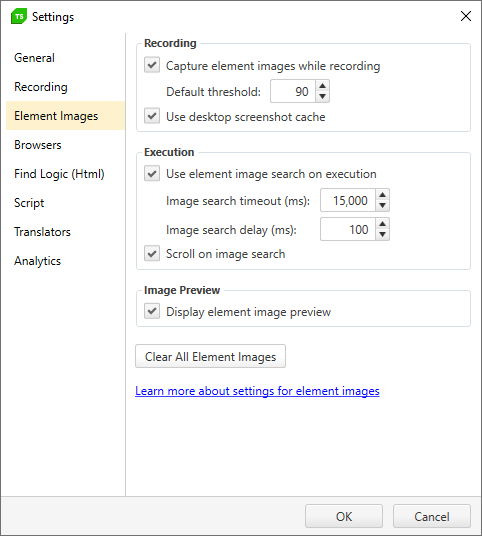 TS Settings
General
Recording
Element Images
Browsers
Find Logic (Html)
Script
Translators
Analytics
Recording
Capture element images while recording
Default threshold: 90
Use desktop screenshot cache
Execution
Use element image search on execution
Image search timeout (ms): 15,000
Image search delay (ms): 100
Scroll on image search
Image Preview
Display element image preview
Clear All Element Images
Learn more about settings for element images
OK Cancel